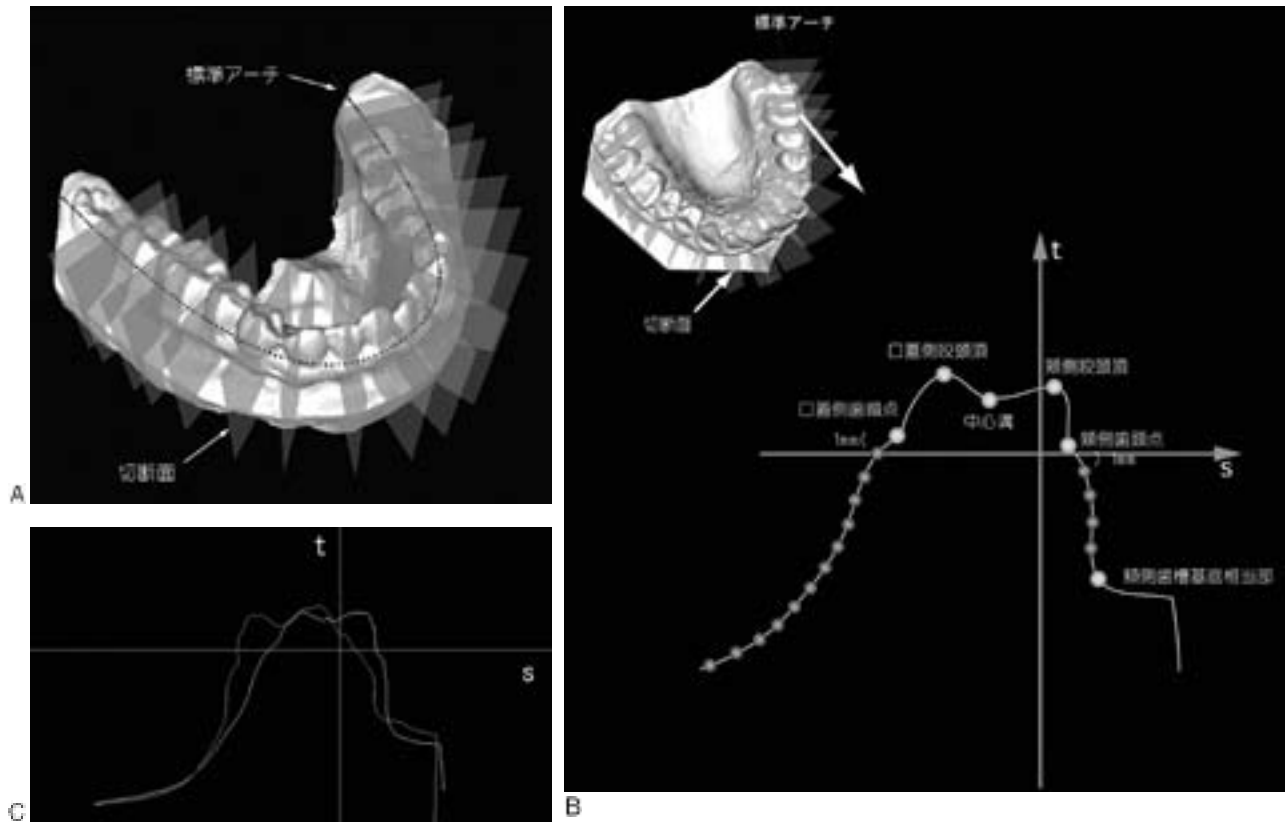 標準アーチ
切断面
A
標準アーチ
切断面
t
口蓋側咬頭頂
頬側咬頭頂
口蓋側歯頸点
中心溝
頬側歯頸点
1mm
1mm
s
頬側歯槽基底相当部
B
t
s
C